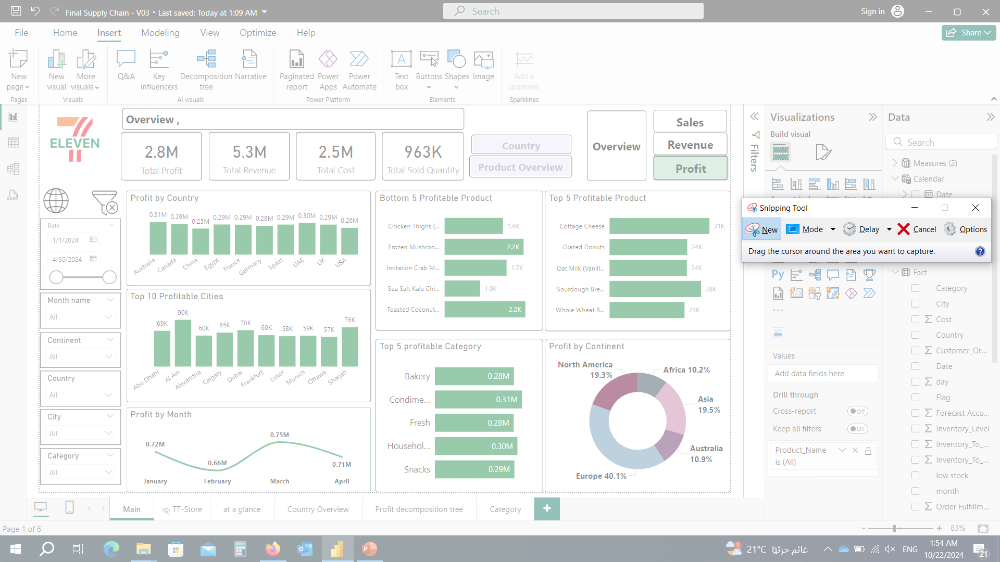 Final Supply Chain - V03 • Last saved: Today at 1:09 AM
Search
Sign in
File
Home
Insert
Modeling
View
Optimize
Help
Share
New page
New visual
More visuals
Q&A
Key influencers
Decomposition tree
Narrative
Paginated report
Power Apps
Power Automate
Text box
Buttons
Shapes
Image
Add a sparkline
Pages
Visuals
AI visuals
Power Platform
Elements
Sparklines
7
ELEVEN
Overview ,
2.8M
Total Profit
5.3M
Total Revenue
2.5M
Total Cost
963K
Total Sold Quantity
Country
Product Overview
Overview
Sales
Revenue
Profit
Date
1/1/2024
4/30/2024
Month name
All
Continent
All
Country
All
City
All
Category
All
Profit by Country
0.31M
0.29M
0.25M
0.29M
0.29M
0.28M
0.29M
0.30M
0.29M
0.26M
Australia
Canada
China
Egypt
France
Germany
Spain
UAE
UK
USA
Top 10 Profitable Cities
69K
90K
60K
65K
70K
60K
58K
59K
57K
76K
Abu Dhabi
Al Ain
Alexandria
Calgary
Dubai
Frankfurt
Luxor
Munich
Ottawa
Sharjah
Profit by Month
0.72M
0.66M
0.75M
0.71M
January
February
March
April
Bottom 5 Profitable Product
Chicken Thighs (... 1.6K
Frozen Mushroo... 2.2K
Imitation Crab M... 1.7K
Sea Salt Kale Chi... 1.0K
Toasted Coconut... 2.2K
Top 5 Profitable Product
Cottage Cheese 31K
Glazed Donuts 24K
Oat Milk (Vanill... 24K
Sourdough Bre... 28K
Whole Wheat B... 23K
Top 5 profitable Category
Bakery 0.28M
Condime... 0.31M
Fresh 0.28M
Househol... 0.30M
Snacks 0.29M
Profit by Continent
North America
19.3%
Africa 10.2%
Asia
19.5%
Australia
10.9%
Europe 40.1%
Filters
Visualizations
Build visual
Py
123
...
Values
Add data fields here
Drill through
Cross-report
Off
Keep all filters
Off
Product_Name
is (All)
Data
Search
Measures (2)
Calendar
Date
Fact
Category
City
Cost
Country
Customer_Or...
Date
day
Flag
Forecast Accu...
Inventory_Level
Inventory_To_...
Inventory_To_...
low stock
month
Order Fulfillm...
Snipping Tool
New
Mode
Delay
Cancel
Options
Drag the cursor around the area you want to capture.
DAX
Main
TT-Store
at a glance
Country Overview
Profit decomposition tree
Category
Page 1 of 6
83%
21°C غائم جزئيًا
ENG
1:54 AM
10/22/2024
21